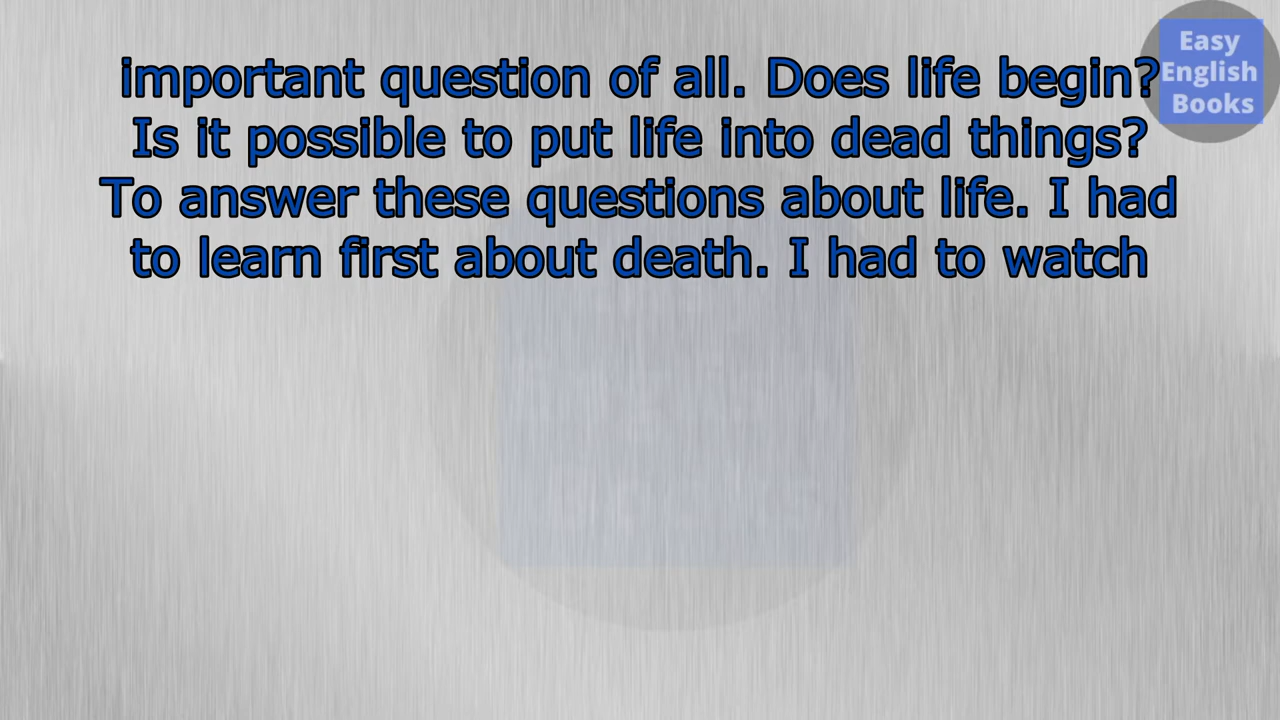 important question of all. Does life begin?
Is it possible to put life into dead things?
To answer these questions about life. I had
to learn first about death. I had to watch
Easy
English
Books